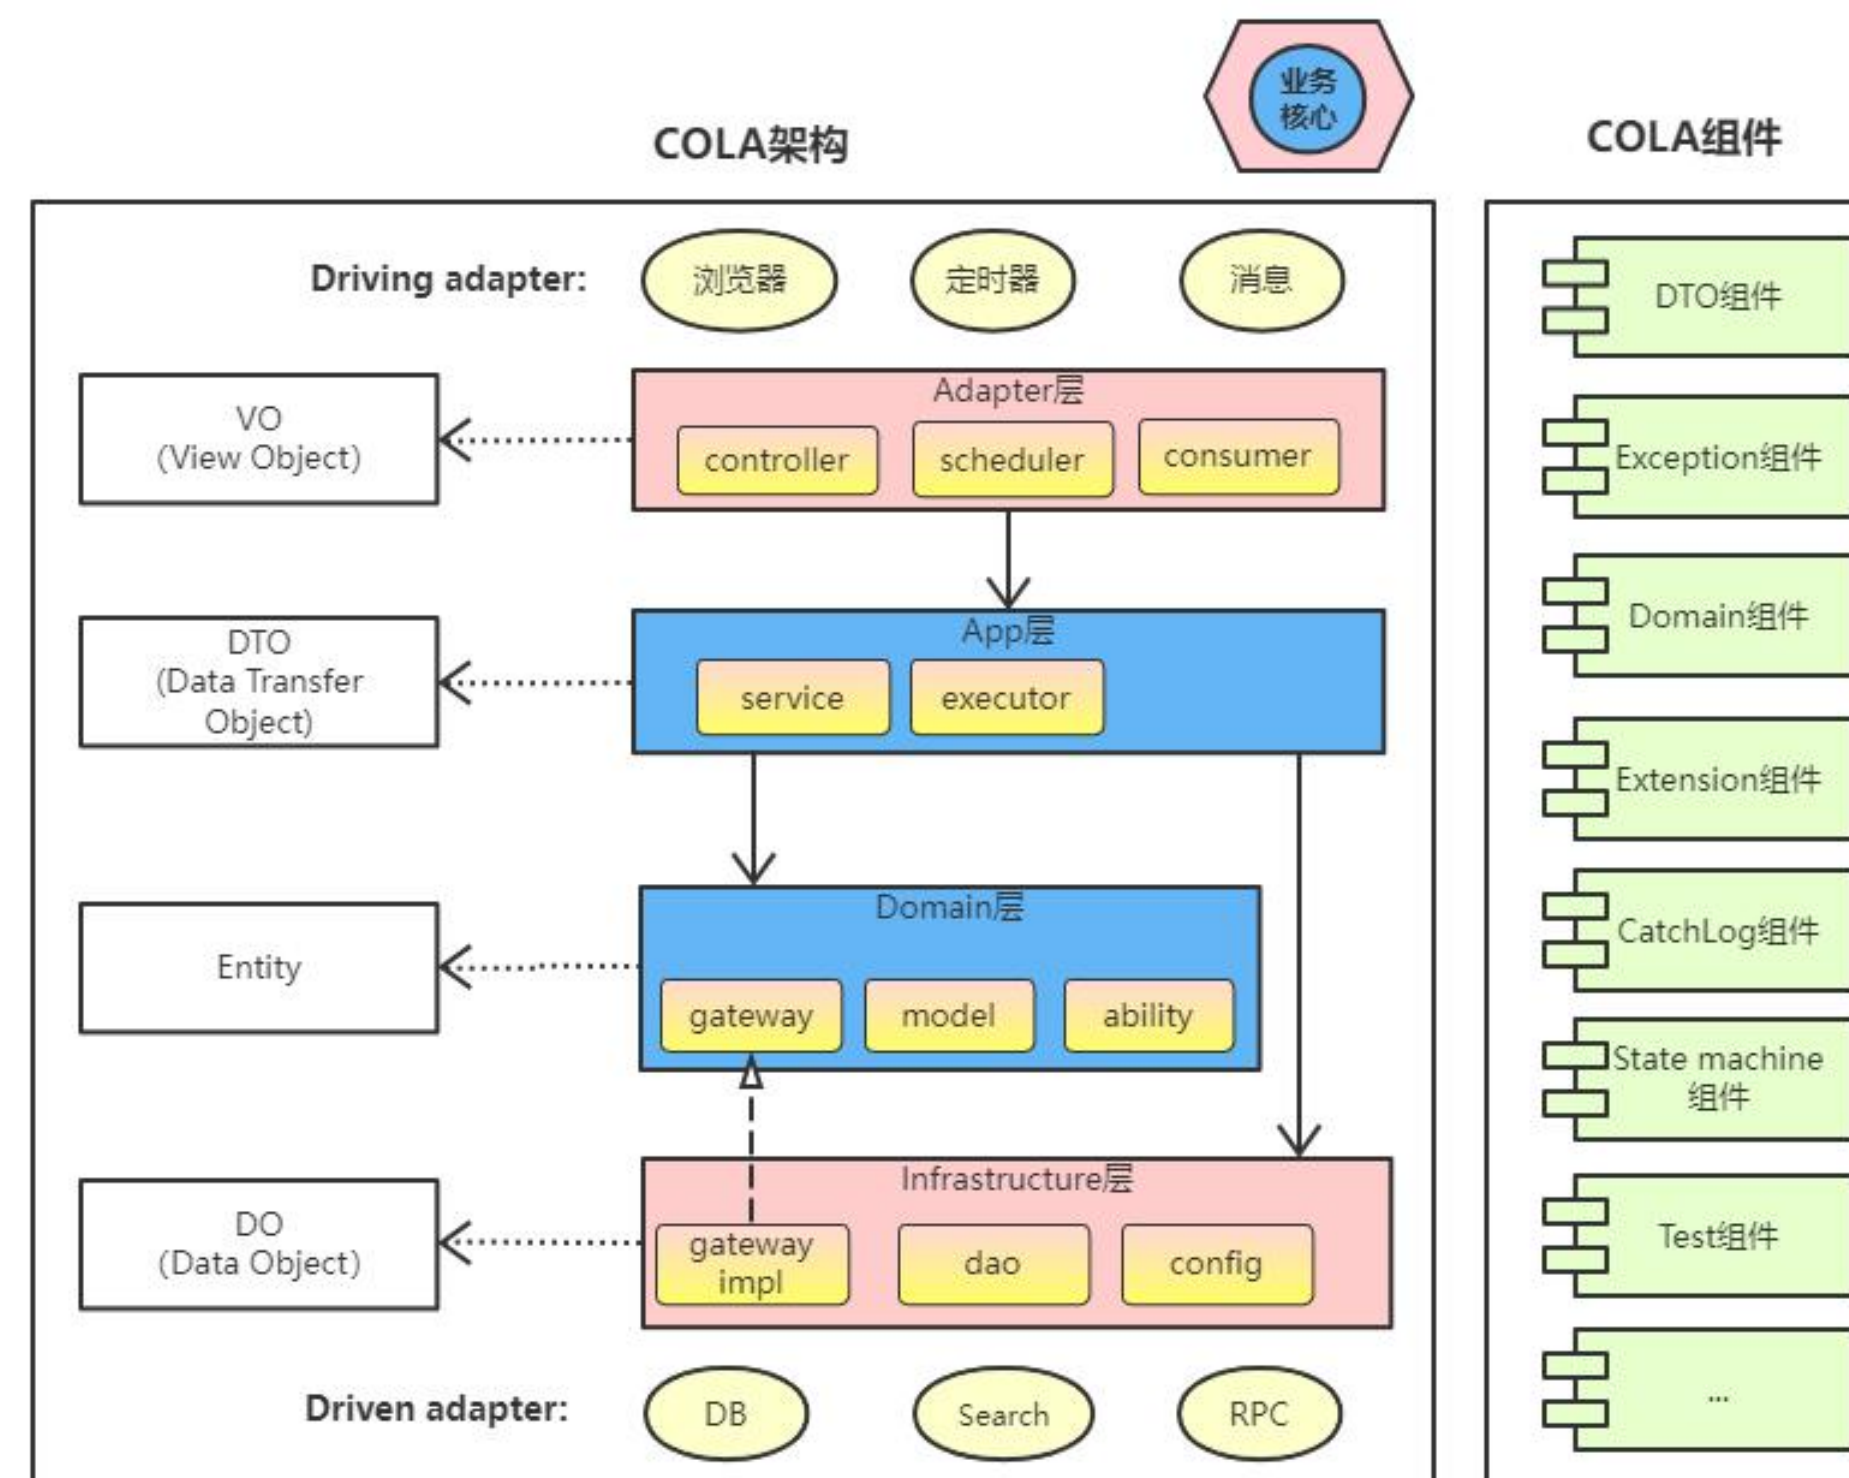 业务
核心
COLA架构
COLA组件
Driving adapter:
浏览器
定时器
消息
VO
(View Object)
Adapter层
controller
scheduler
consumer
DTO
(Data Transfer
Object)
App层
service
executor
Entity
Domain层
gateway
model
ability
DO
(Data Object)
Infrastructure层
gateway
impl
dao
config
Driven adapter:
DB
Search
RPC
DTO组件
Exception组件
Domain组件
Extension组件
CatchLog组件
State machine
组件
Test组件
...